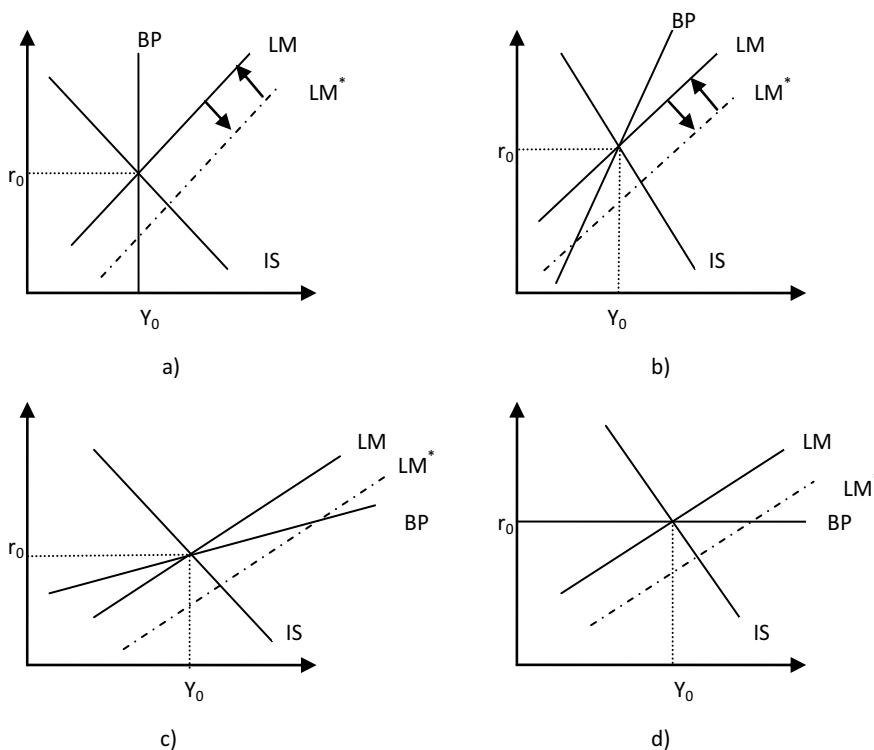 BP
LM
LM*
r₀
IS
Y₀
a)
BP
LM
LM*
r₀
IS
Y₀
b)
LM
LM*
BP
r₀
IS
Y₀
c)
LM
LM*
r₀
BP
IS
Y₀
d)